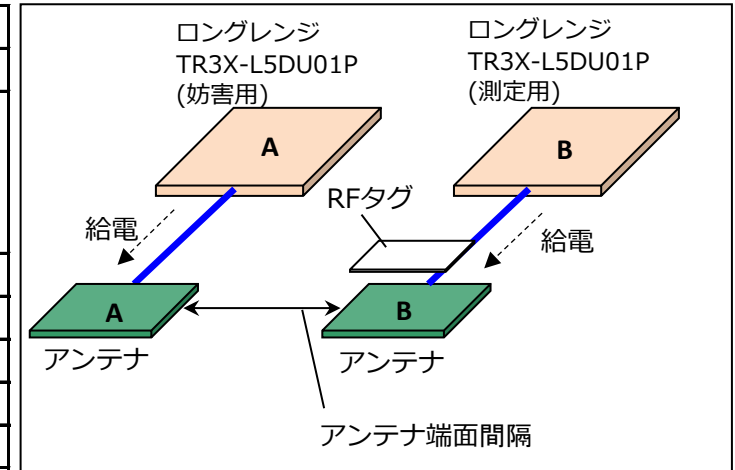 ロングレンジ
TR3X-L5DU01P
(妨害用)
ロングレンジ
TR3X-L5DU01P
(測定用)
A
B
RFタグ
給電
給電
A
B
アンテナ
アンテナ
アンテナ端面間隔